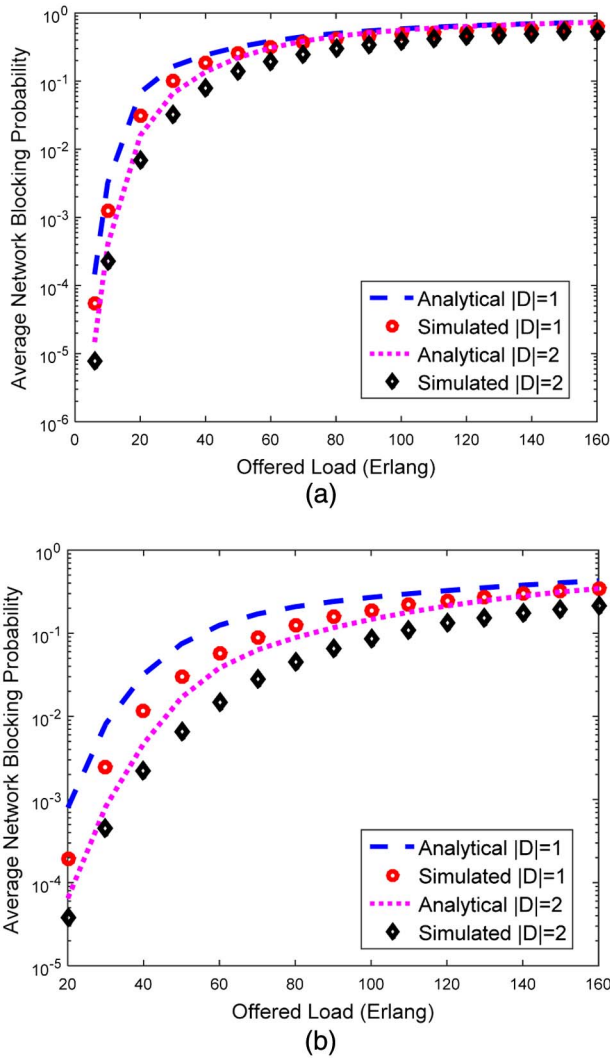 10^0
10^-1
10^-2
10^-3
10^-4
10^-5
10^-6
Average Network Blocking Probability
Analytical |D|=1
Simulated |D|=1
Analytical |D|=2
Simulated |D|=2
0 20 40 60 80 100 120 140 160
Offered Load (Erlang)
(a)
10^0
10^-1
10^-2
10^-3
10^-4
10^-5
Average Network Blocking Probability
Analytical |D|=1
Simulated |D|=1
Analytical |D|=2
Simulated |D|=2
20 40 60 80 100 120 140 160
Offered Load (Erlang)
(b)